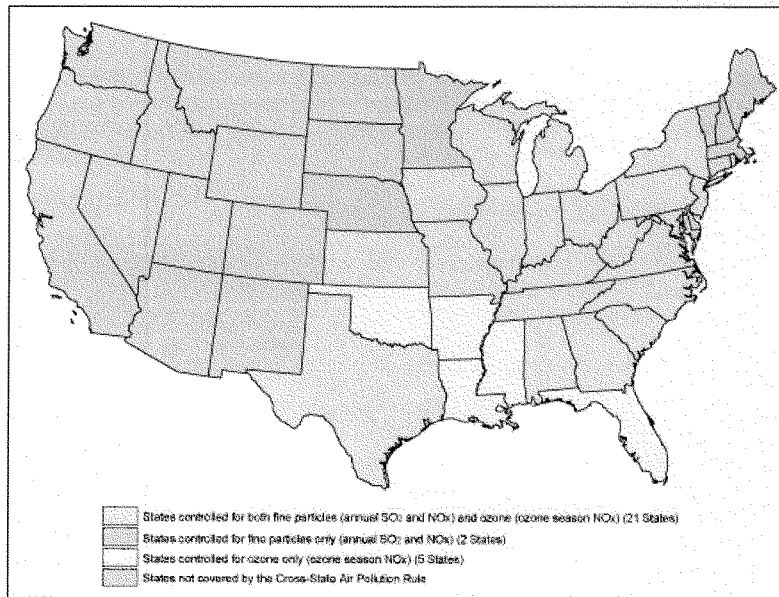 States controlled for both fine particles (annual SO₂ and NOx) and ozone (ozone season NOx) (21 States)
States controlled for fine particles only (annual SO₂ and NOx) (2 States)
States controlled for ozone only (ozone season NOx) (5 States)
States not covered by the Cross-State Air Pollution Rule